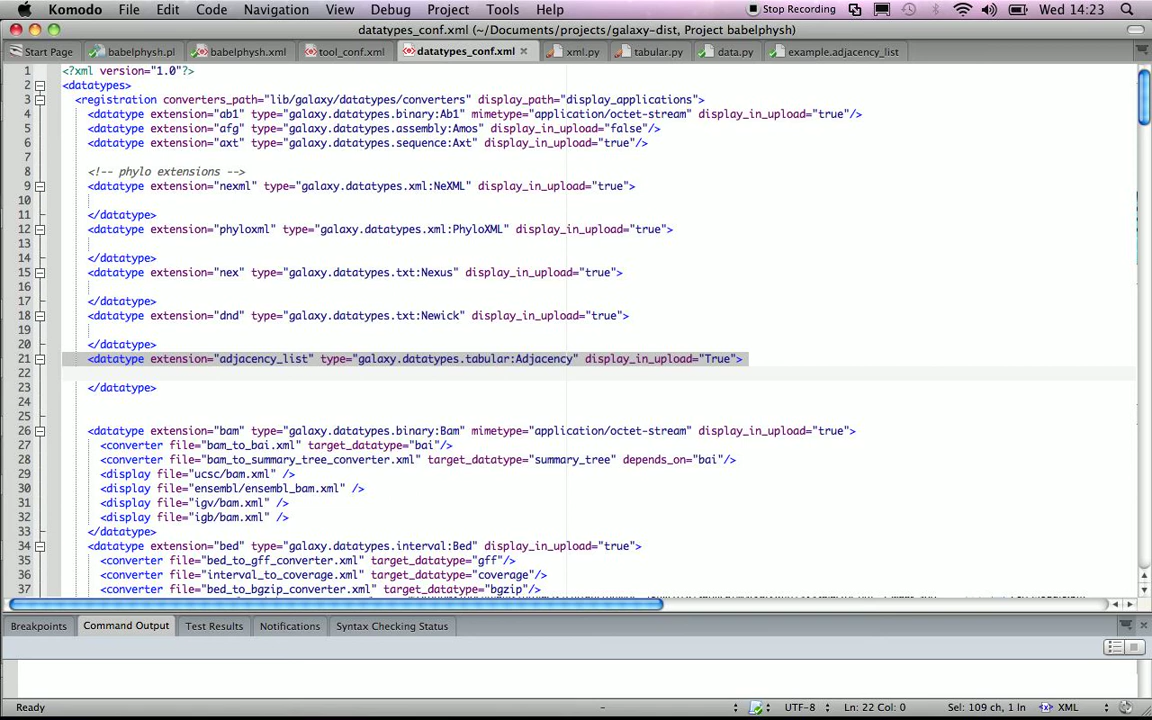 Komodo File Edit Code Navigation View Debug Project Tools Help Stop Recording Wed 14:23
datatypes_conf.xml (~/Documents/projects/galaxy-dist, Project babelphysh)
Start Page babelphysh.pl babelphysh.xml tool_conf.xml datatypes_conf.xml xml.py tabular.py data.py example.adjacency_list
1 <?xml version="1.0"?>
2 <datatypes>
3 <registration converters_path="lib/galaxy/datatypes/converters" display_path="display_applications">
4 <datatype extension="ab1" type="galaxy.datatypes.binary:Ab1" mimetype="application/octet-stream" display_in_upload="true"/>
5 <datatype extension="afg" type="galaxy.datatypes.assembly:Amos" display_in_upload="false"/>
6 <datatype extension="axt" type="galaxy.datatypes.sequence:Axt" display_in_upload="true"/>
7
8 <!-- phylo extensions -->
9 <datatype extension="nexml" type="galaxy.datatypes.xml:NeXML" display_in_upload="true">
10
11 </datatype>
12 <datatype extension="phyloxml" type="galaxy.datatypes.xml:PhyloXML" display_in_upload="true">
13
14 </datatype>
15 <datatype extension="nex" type="galaxy.datatypes.txt:Nexus" display_in_upload="true">
16
17 </datatype>
18 <datatype extension="dnd" type="galaxy.datatypes.txt:Newick" display_in_upload="true">
19
20 </datatype>
21 <datatype extension="adjacency_list" type="galaxy.datatypes.tabular:Adjacency" display_in_upload="True">
22
23 </datatype>
24
25
26 <datatype extension="bam" type="galaxy.datatypes.binary:Bam" mimetype="application/octet-stream" display_in_upload="true">
27 <converter file="bam_to_bai.xml" target_datatype="bai"/>
28 <converter file="bam_to_summary_tree_converter.xml" target_datatype="summary_tree" depends_on="bai"/>
29 <display file="ucsc/bam.xml" />
30 <display file="ensembl/ensembl_bam.xml" />
31 <display file="igv/bam.xml" />
32 <display file="igb/bam.xml" />
33 </datatype>
34 <datatype extension="bed" type="galaxy.datatypes.interval:Bed" display_in_upload="true">
35 <converter file="bed_to_gff_converter.xml" target_datatype="gff"/>
36 <converter file="interval_to_coverage.xml" target_datatype="coverage"/>
37 <converter file="bed_to_bgzip_converter.xml" target_datatype="bgzip"/>
Breakpoints Command Output Test Results Notifications Syntax Checking Status
Ready - UTF-8 Ln: 22 Col: 0 Sel: 109 ch, 1 ln XML